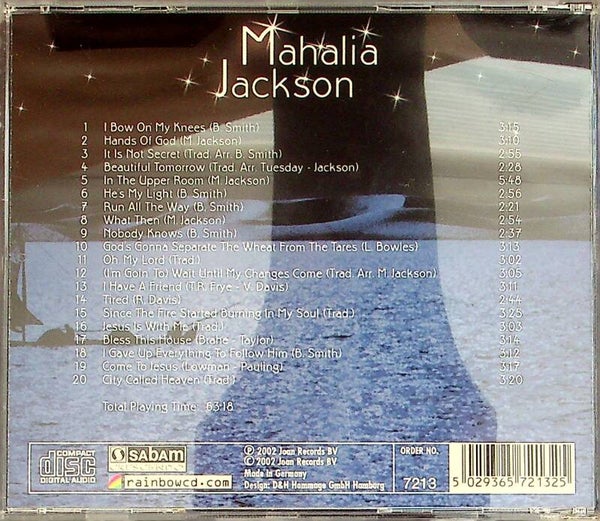 Mahalia
Jackson
1 I Bow On My Knees (B. Smith) 3:15
2 Hands Of God (M. Jackson) 3:10
3 It Is Not Secret (Trad. Arr. B. Smith) 2:55
4 Beautiful Tomorrow (Trad. Arr. Tuesday - Jackson) 2:28
5 In The Upper Room (M. Jackson) 5:48
6 He's My Light (B. Smith) 2:56
7 Run All The Way (B. Smith) 2:21
8 What Then (M. Jackson) 2:54
9 Nobody Knows (B. Smith) 2:37
10 God's Gonna Separate The Wheat From The Tares (L. Bowles) 3:13
11 Oh, My Lord (Trad.) 3:02
12 (I'm Goin' To) Wait Until My Changes Come (Trad. Arr. M. Jackson) 3:05
13 I Have A Friend (T.R. Frye - V. Davis) 3:11
14 Tired (R. Davis) 2:44
15 Since The Fire Started Burning In My Soul (Trad.) 3:25
16 Jesus Is With Me (Trad.) 3:03
17 Bless This House (Brahe - Taylor) 3:14
18 I Gave Up Everything To Follow Him (B. Smith) 3:12
19 Come To Jesus (Lowman - Pauling) 3:17
20 City Called Heaven (Trad.) 3:20
Total Playing Time: 63:18
COMPACT
disc
DIGITAL AUDIO
sabam
rainbowcd.com
℗ 2002 Joan Records BV
© 2002 Joan Records BV
Made in Germany
Design: D&H Hommage GmbH Hamburg
ORDER NO.
7213
5 029365 721325